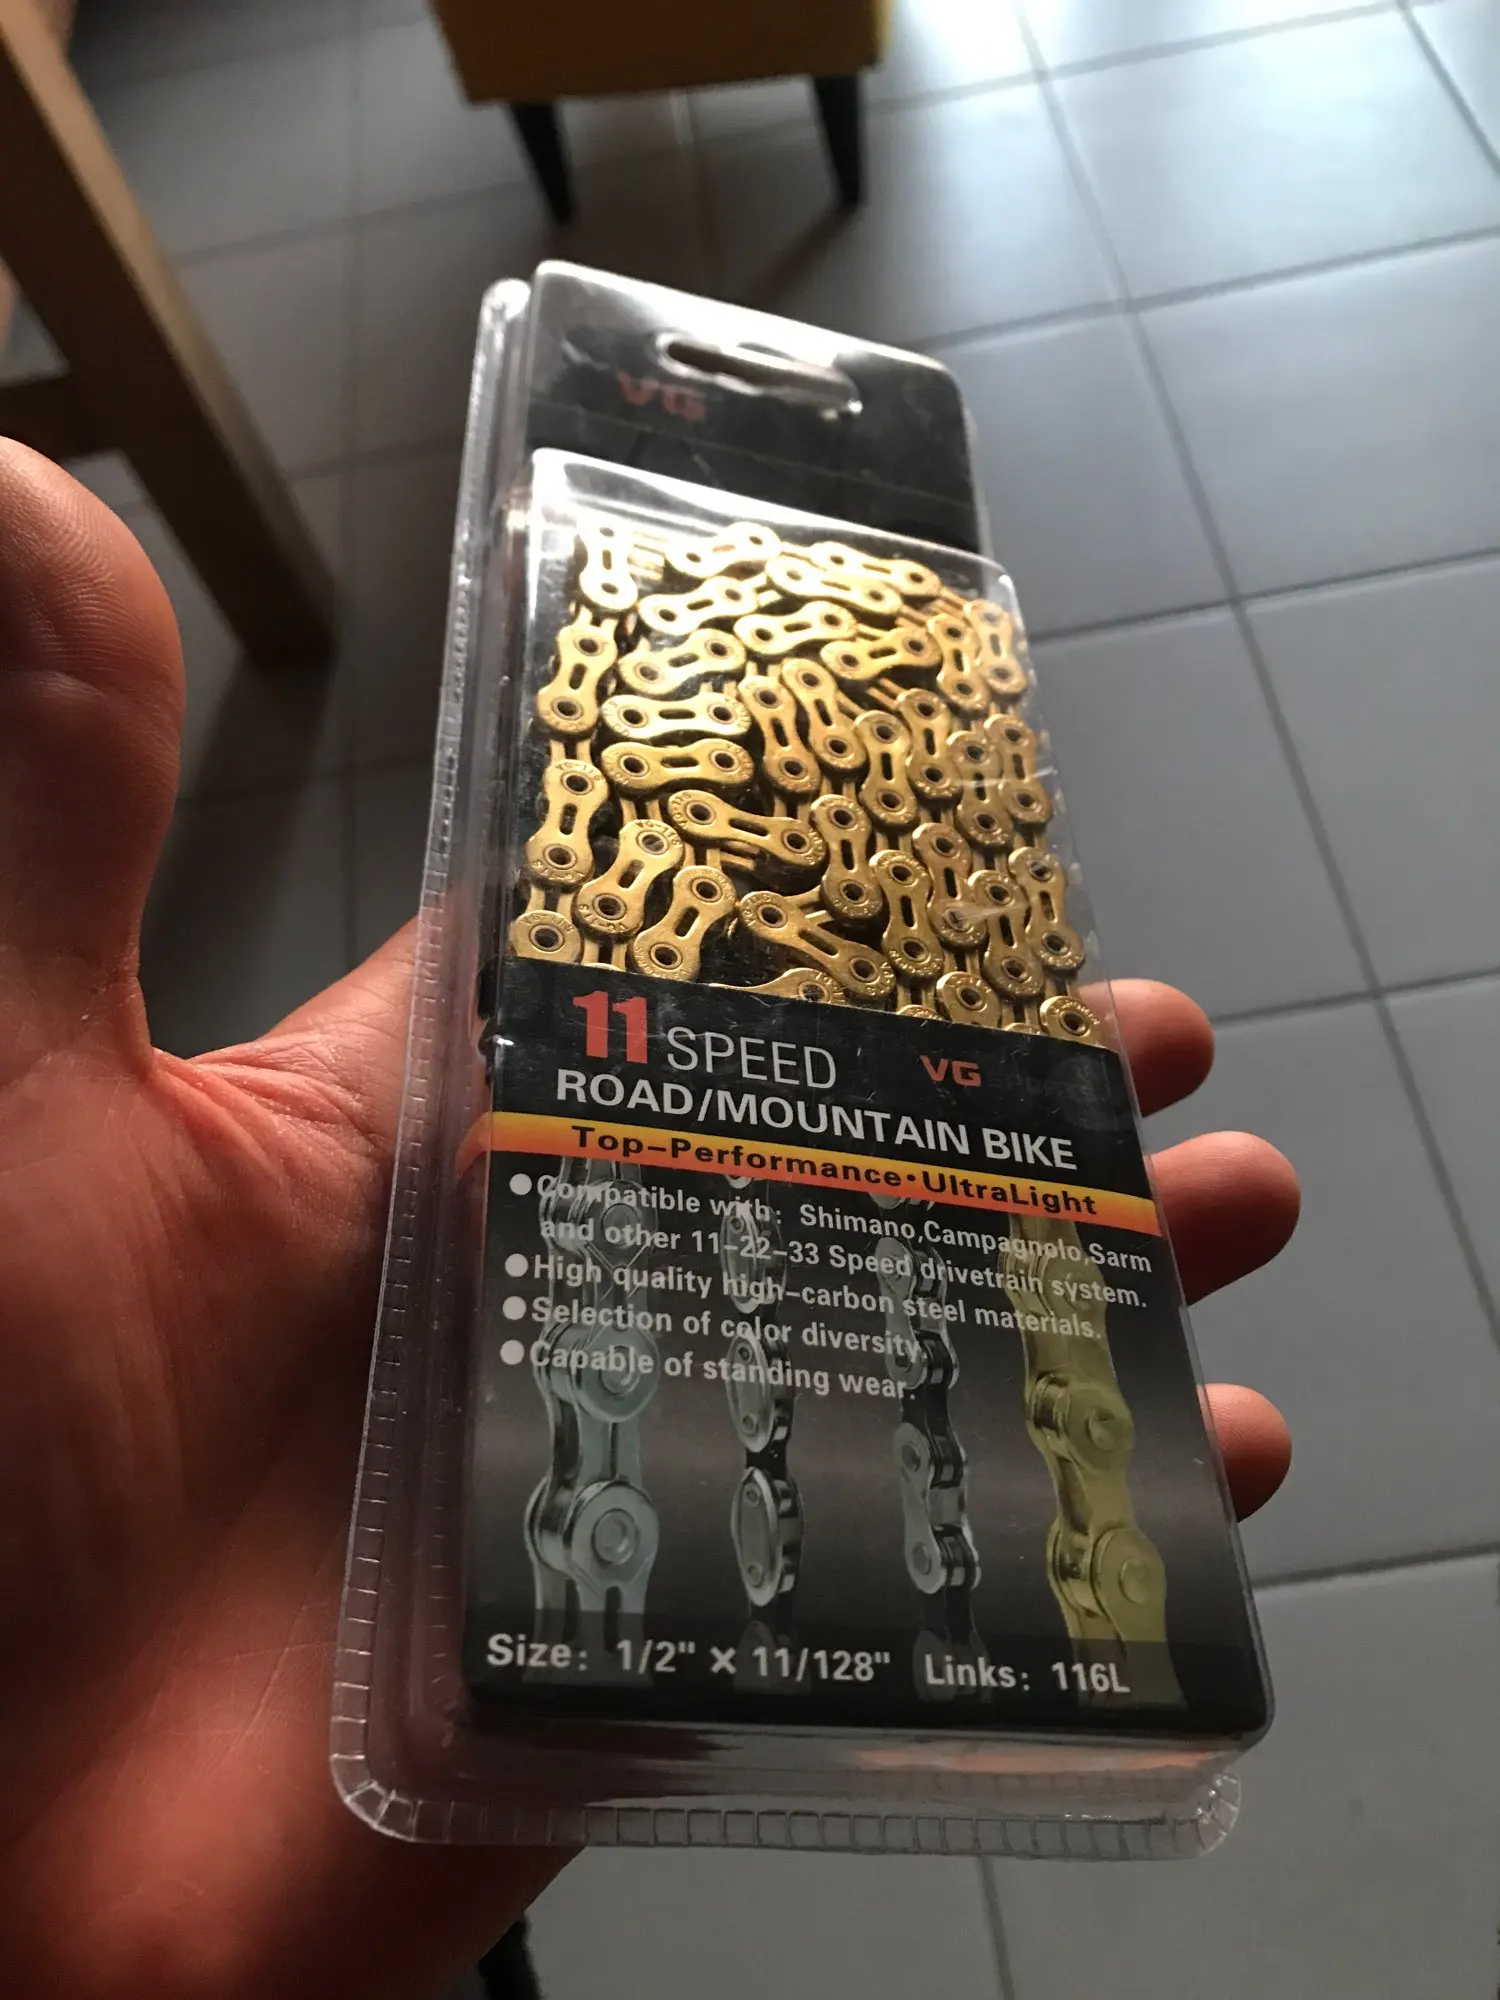 VG
11 SPEED
VG SPORTS
ROAD/MOUNTAIN BIKE
Top-Performance·UltraLight
●Compatible with: Shimano,Campagnolo,Sarm
and other 11-22-33 Speed drivetrain system.
●High quality high-carbon steel materials.
●Selection of color diversity.
●Capable of standing wear.
Size: 1/2" × 11/128" Links: 116L